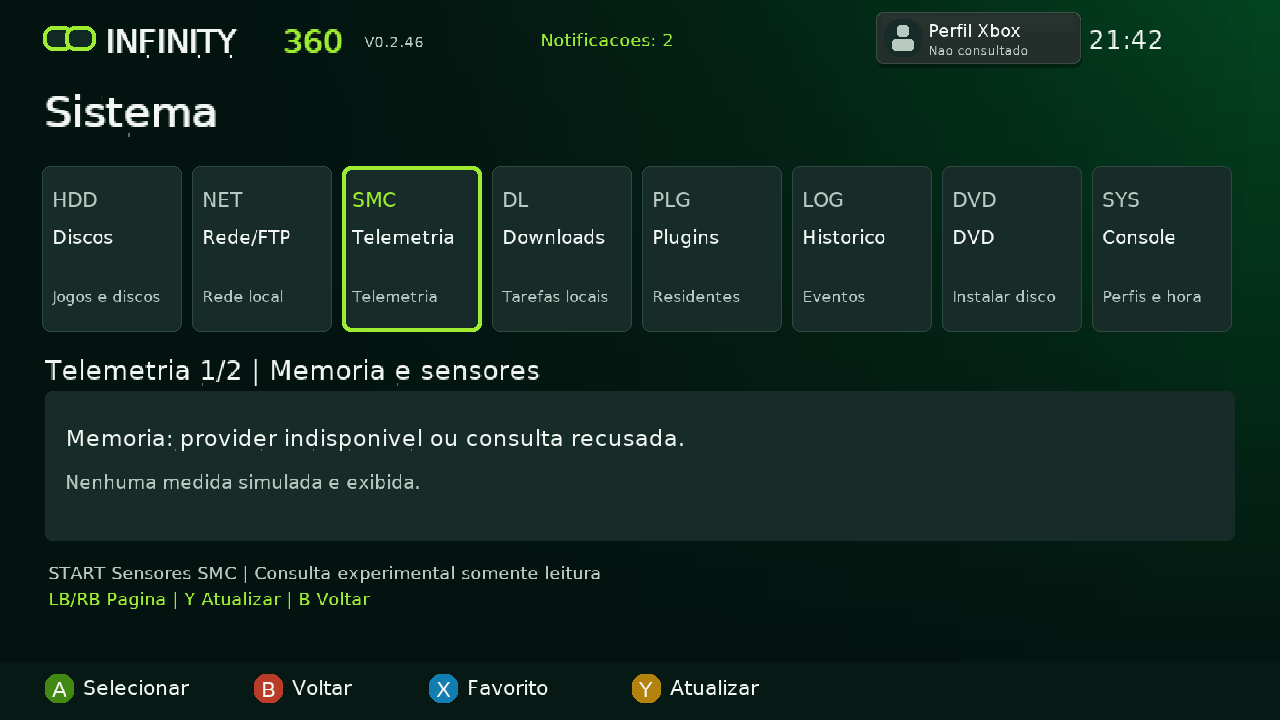 INFINITY 360 V0.2.46 Notificacoes: 2 Perfil Xbox 21:42
Nao consultado
Sistema
HDD NET SMC DL PLG LOG DVD SYS
Discos Rede/FTP Telemetria Downloads Plugins Historico DVD Console
Jogos e discos Rede local Telemetria Tarefas locais Residentes Eventos Instalar disco Perfis e hora
Telemetria 1/2 | Memoria e sensores
Memoria: provider indisponivel ou consulta recusada.
Nenhuma medida simulada e exibida.
START Sensores SMC | Consulta experimental somente leitura
LB/RB Pagina | Y Atualizar | B Voltar
A Selecionar B Voltar X Favorito Y Atualizar